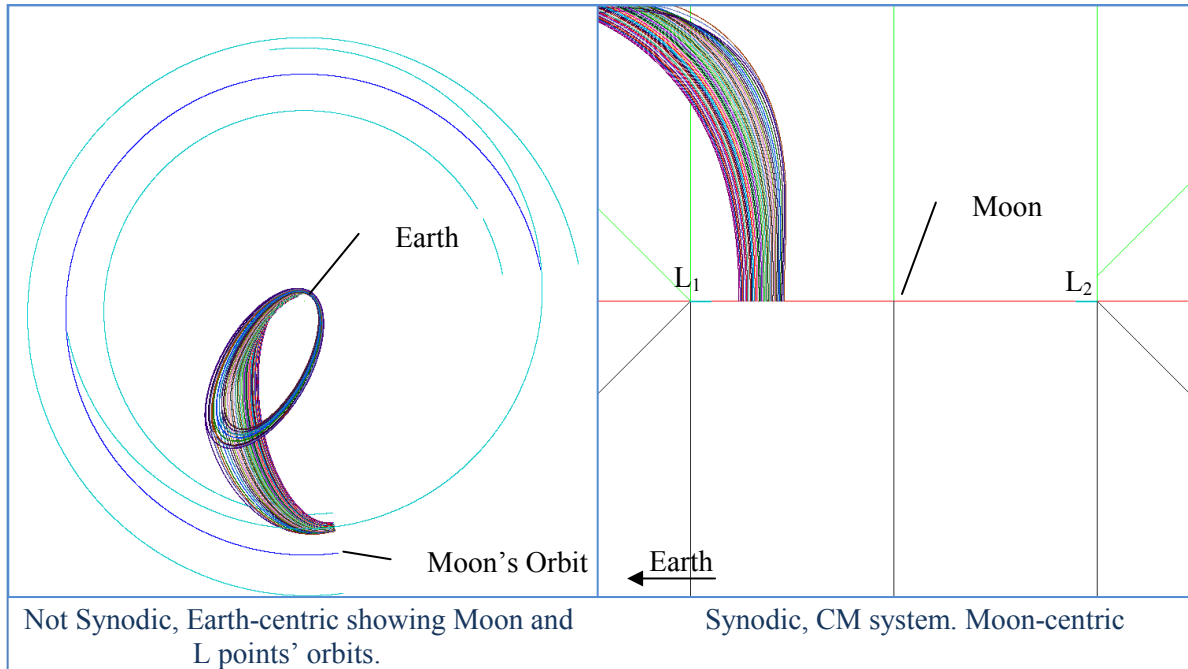 Earth
Moon's Orbit
Moon
L₁
L₂
Earth
Not Synodic, Earth-centric showing Moon and
L points' orbits.
Synodic, CM system. Moon-centric